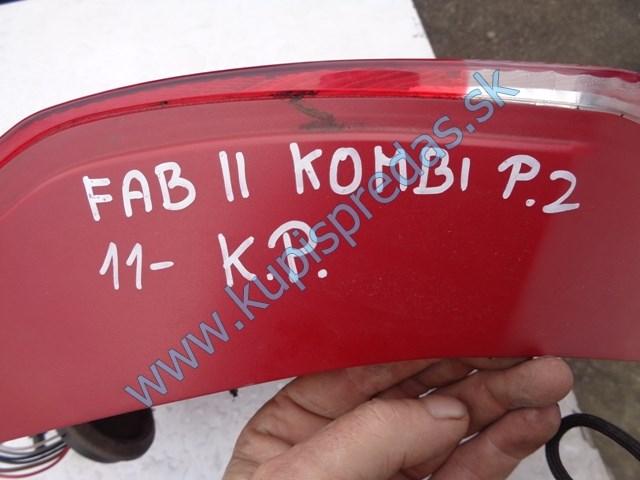 FAB II KOMBI P.2
11- K.P.
www.kupispredas.sk